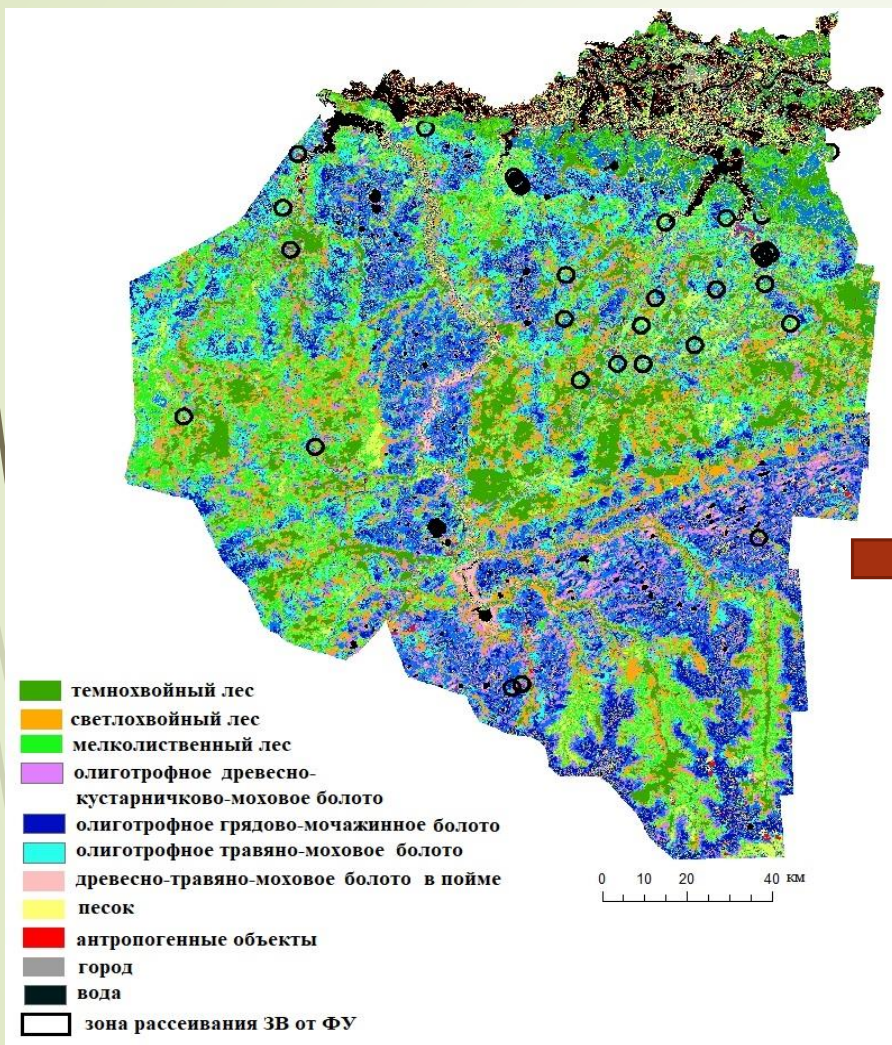 темнохвойный лес
светлохвойный лес
мелколиственный лес
олиготрофное древесно-
кустарничково-моховое болото
олиготрофное грядово-мочажинное болото
олиготрофное травяно-моховое болото
древесно-травяно-моховое болото в пойме
песок
антропогенные объекты
город
вода
зона рассеивания ЗВ от ФУ
0 10 20 40 км